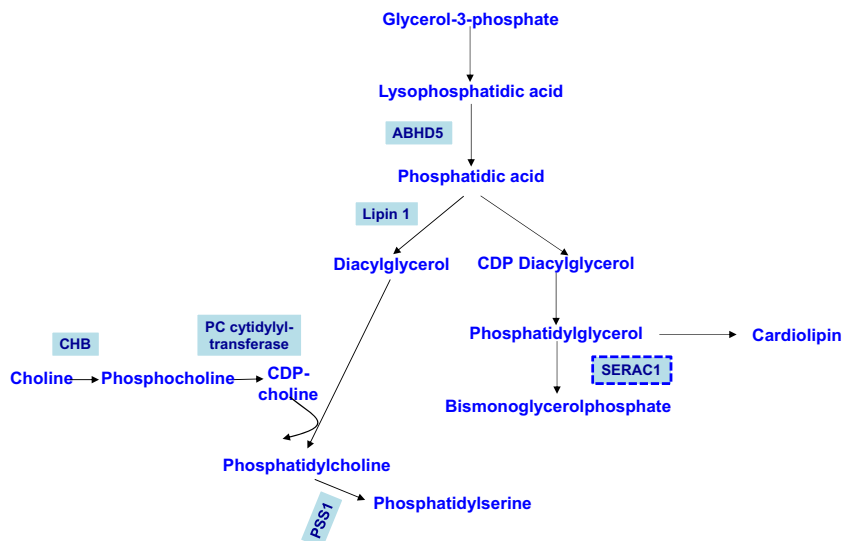 Glycerol-3-phosphate
Lysophosphatidic acid
ABHD5
Phosphatidic acid
Lipin 1
Diacylglycerol
CDP Diacylglycerol
PC cytidylyl-
transferase
CHB
Phosphatidylglycerol
Cardiolipin
SERAC1
Choline
Phosphocholine
CDP-
choline
Bismonoglycerolphosphate
Phosphatidylcholine
PSS1
Phosphatidylserine